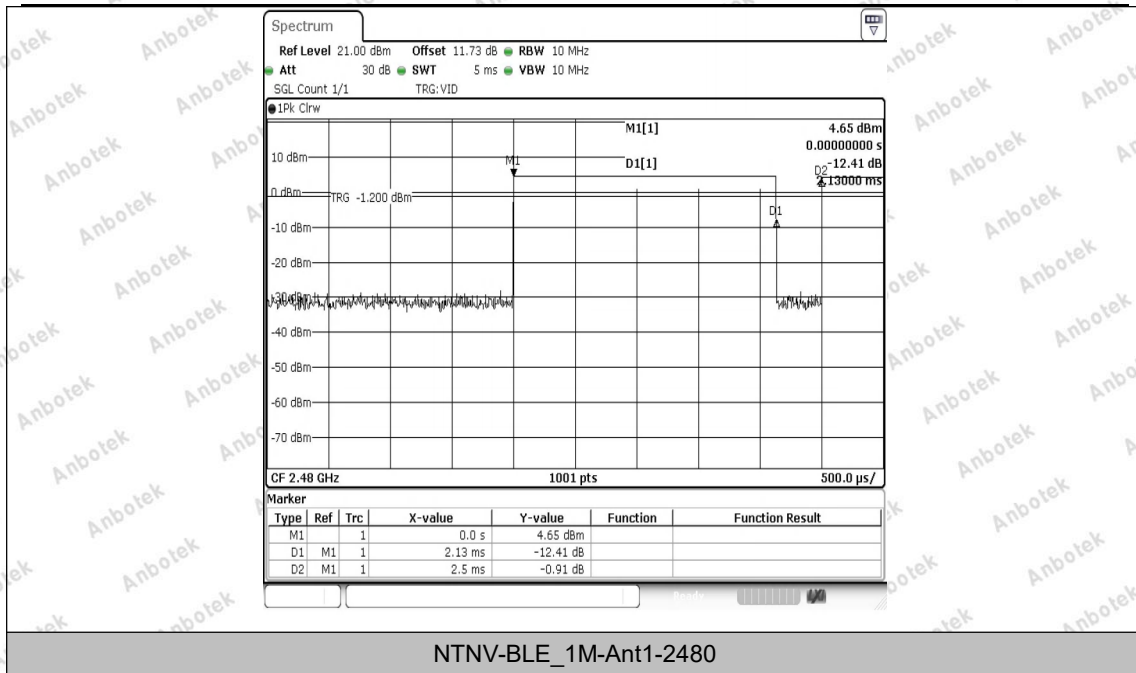 Spectrum
Ref Level 21.00 dBm Offset 11.73 dB RBW 10 MHz
Att 30 dB SWT 5 ms VBW 10 MHz
SGL Count 1/1 TRG:VID
1Pk Clrw
M1[1] 4.65 dBm
0.00000000 s
10 dBm M1 D1[1] -12.41 dB
D2 2.13000 ms
0 dBm
TRG -1.200 dBm
D1
-10 dBm
-20 dBm
-30 dBm
-40 dBm
-50 dBm
-60 dBm
-70 dBm
CF 2.48 GHz 1001 pts 500.0 µs/
Marker
Type Ref Trc X-value Y-value Function Function Result
M1 1 0.0 s 4.65 dBm
D1 M1 1 2.13 ms -12.41 dB
D2 M1 1 2.5 ms -0.91 dB
Ready
NTNV-BLE_1M-Ant1-2480
Anbotek